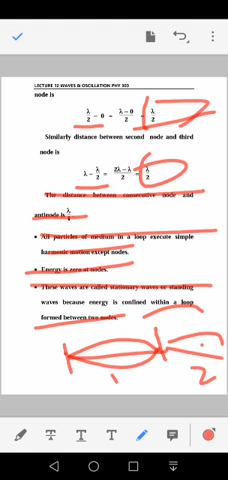 LECTURE 12 WAVES & OSCILLATION PHY 103
node is
λ/2 - 0 = λ-0/2 = λ/2
Similarly distance between second node and third
node is
λ - λ/2 = 2λ-λ/2 = λ/2
The distance between consecutive node and
antinode is λ/4
• All particles of medium in a loop execute simple
harmonic motion except nodes.
• Energy is zero at nodes.
• These waves are called stationary waves or standing
waves because energy is confined within a loop
formed between two nodes.
1 2